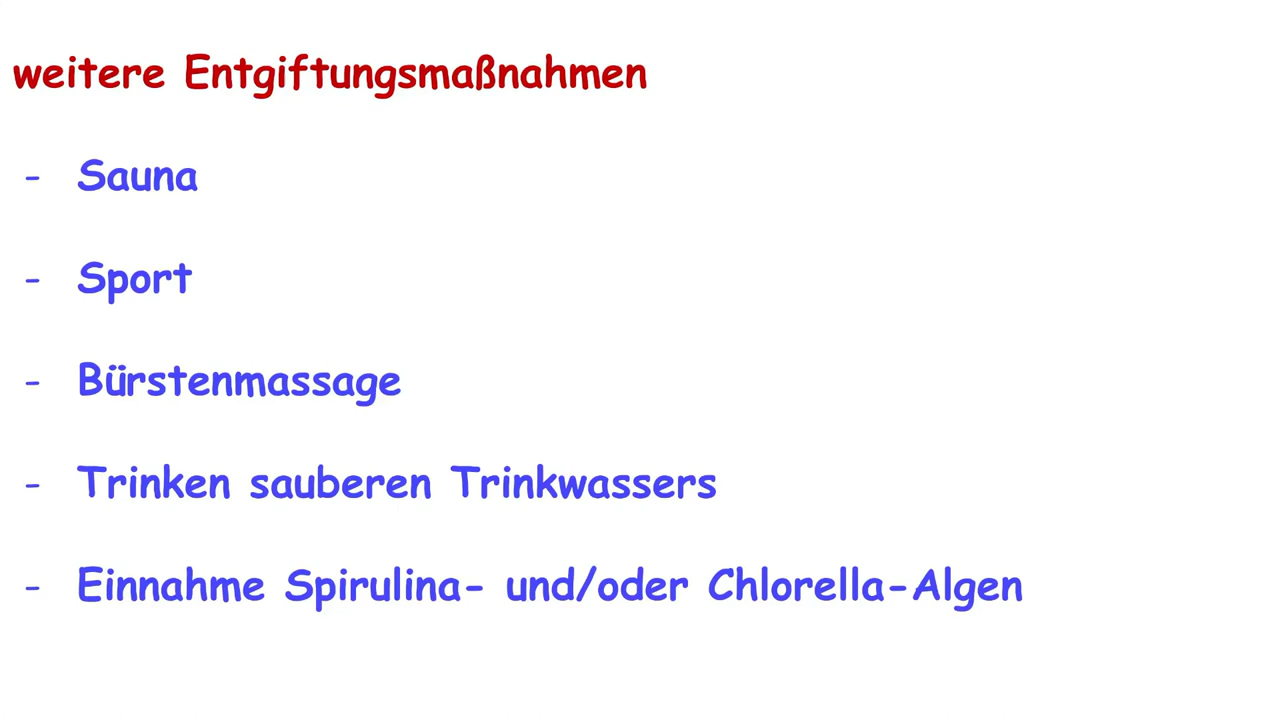 weitere Entgiftungsmaßnahmen
- Sauna
- Sport
- Bürstenmassage
- Trinken sauberen Trinkwassers
- Einnahme Spirulina- und/oder Chlorella-Algen